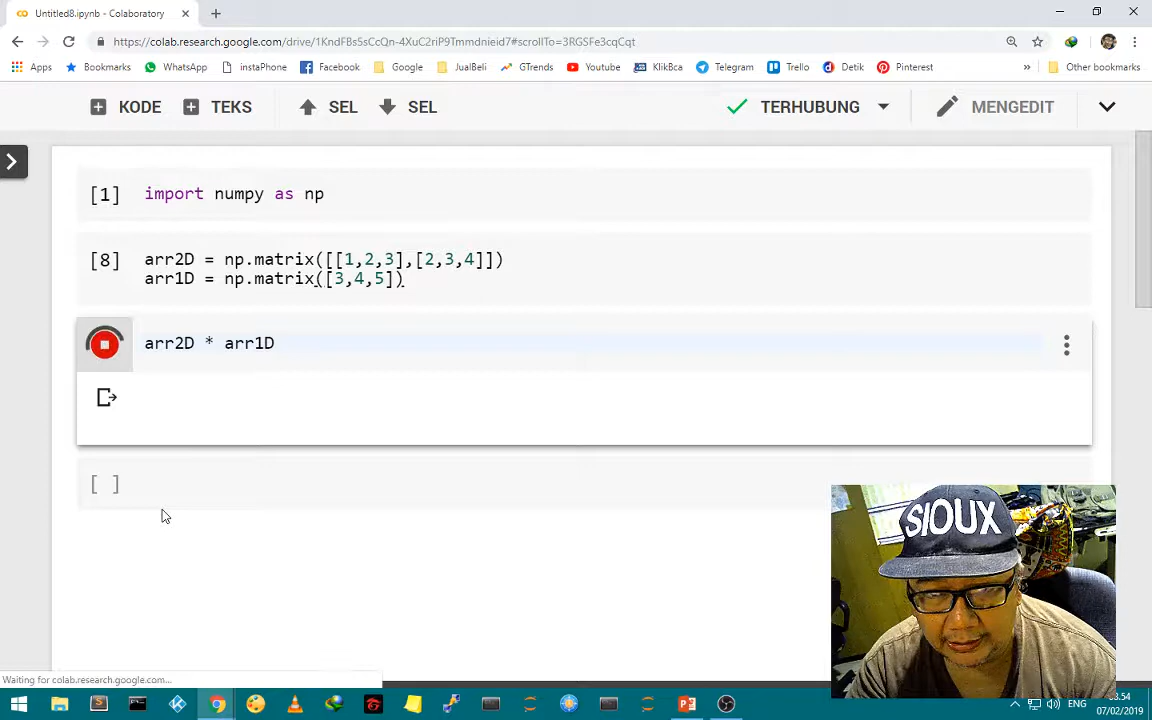 Untitled8.ipynb - Colaboratory
https://colab.research.google.com/drive/1KndFBs5sCcQn-4XuC2riP9Tmmdnieid7#scrollTo=3RGSFe3cqCqt
Apps Bookmarks WhatsApp instaPhone Facebook Google JualBeli GTrends Youtube KlikBca Telegram Trello Detik Pinterest » Other bookmarks
KODE TEKS SEL SEL TERHUBUNG MENGEDIT
[1] import numpy as np
[8] arr2D = np.matrix([[1,2,3],[2,3,4]])
arr1D = np.matrix([3,4,5])
arr2D * arr1D
[ ]
SIOUX
Waiting for colab.research.google.com...
ENG
07/02/2019